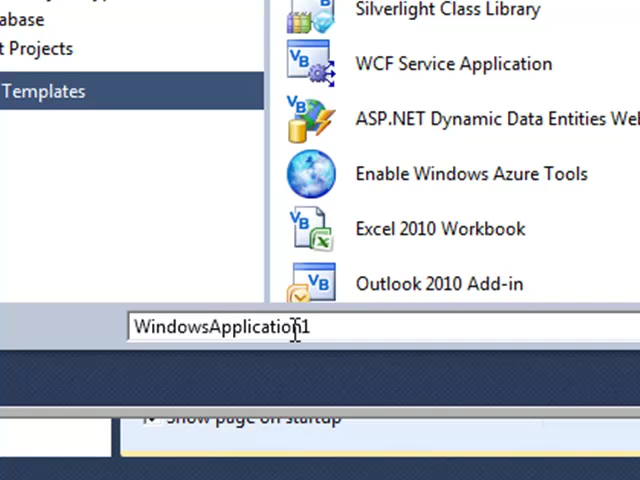 Silverlight Class Library
abase
t Projects
WCF Service Application
Templates
ASP.NET Dynamic Data Entities We
Enable Windows Azure Tools
Excel 2010 Workbook
Outlook 2010 Add-in
WindowsApplication1
Show page on startup